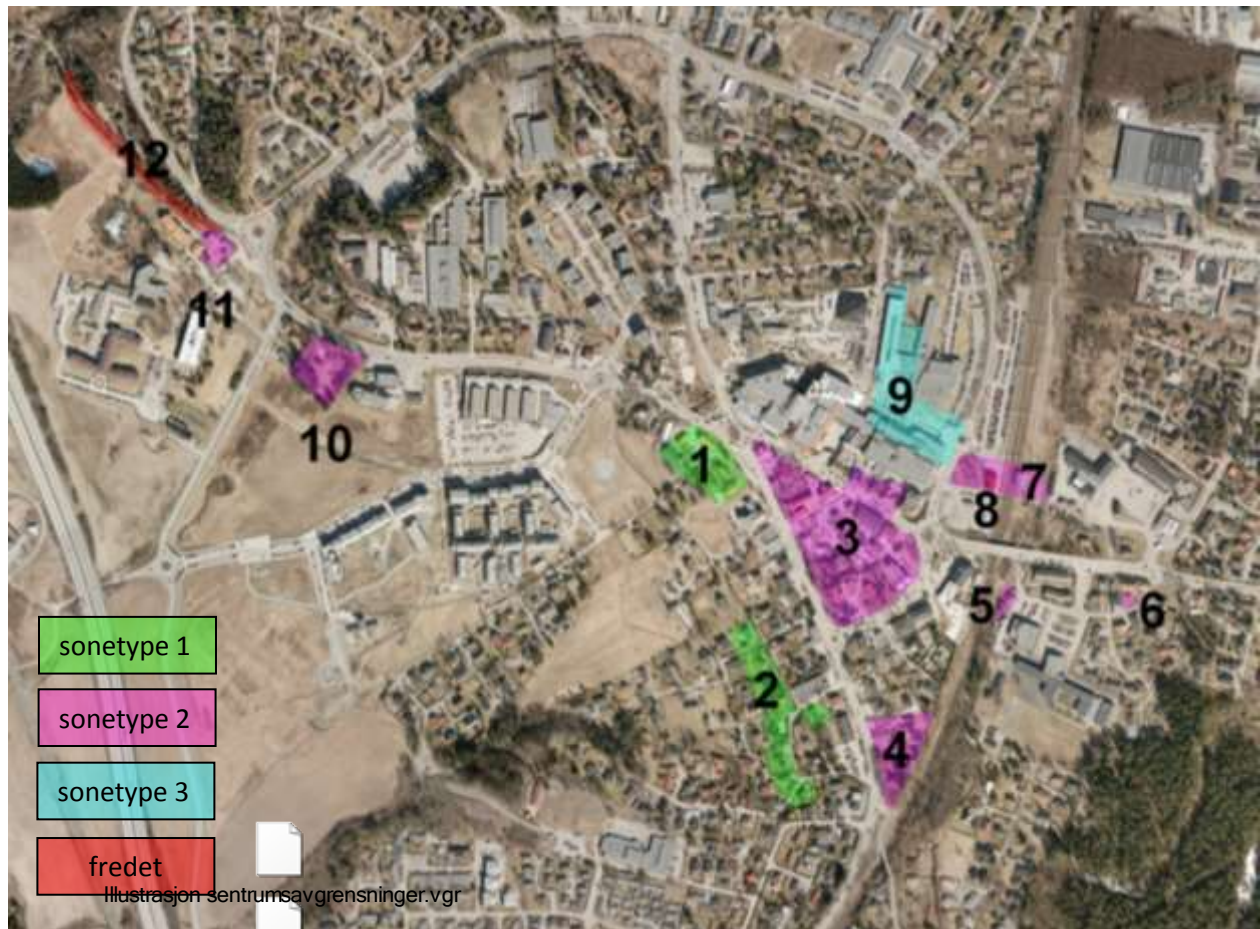 12
11
10
1
9
3
7
8
5
6
2
4
sonetype 1
sonetype 2
sonetype 3
fredet
Illustrasjon sentrumsavgrensninger.vgr